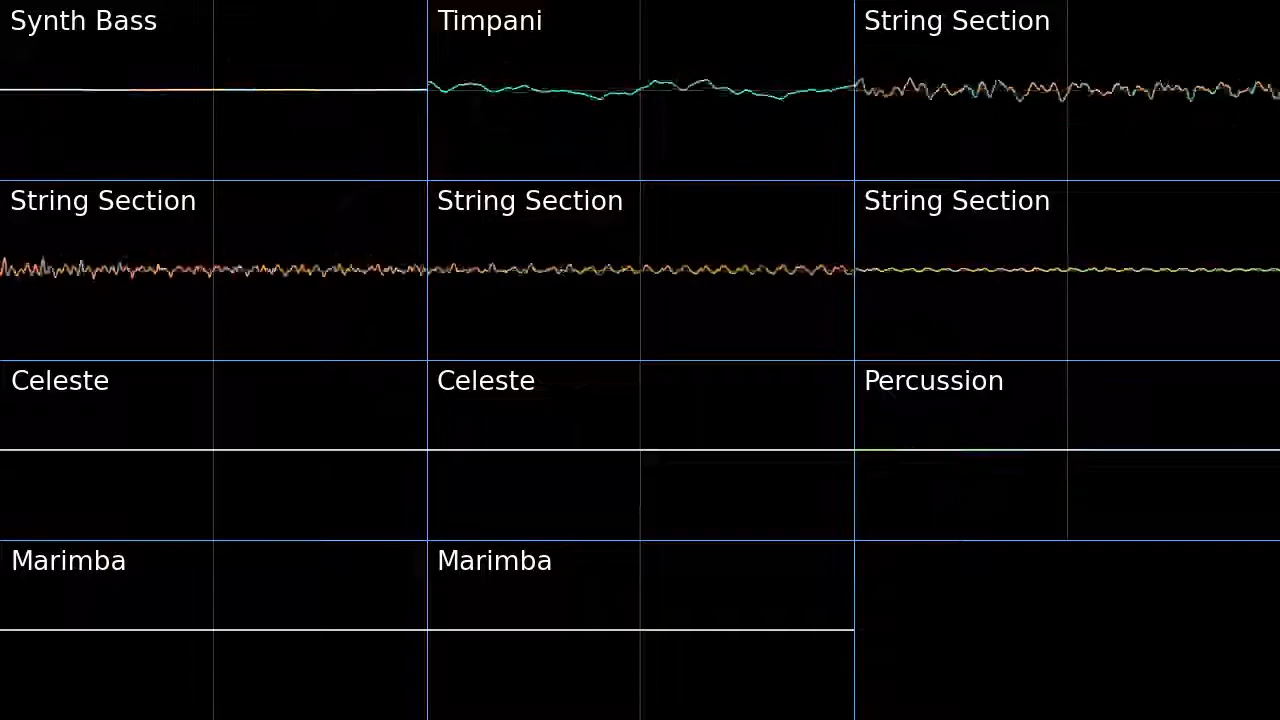 Synth Bass
Timpani
String Section
String Section
String Section
String Section
Celeste
Celeste
Percussion
Marimba
Marimba